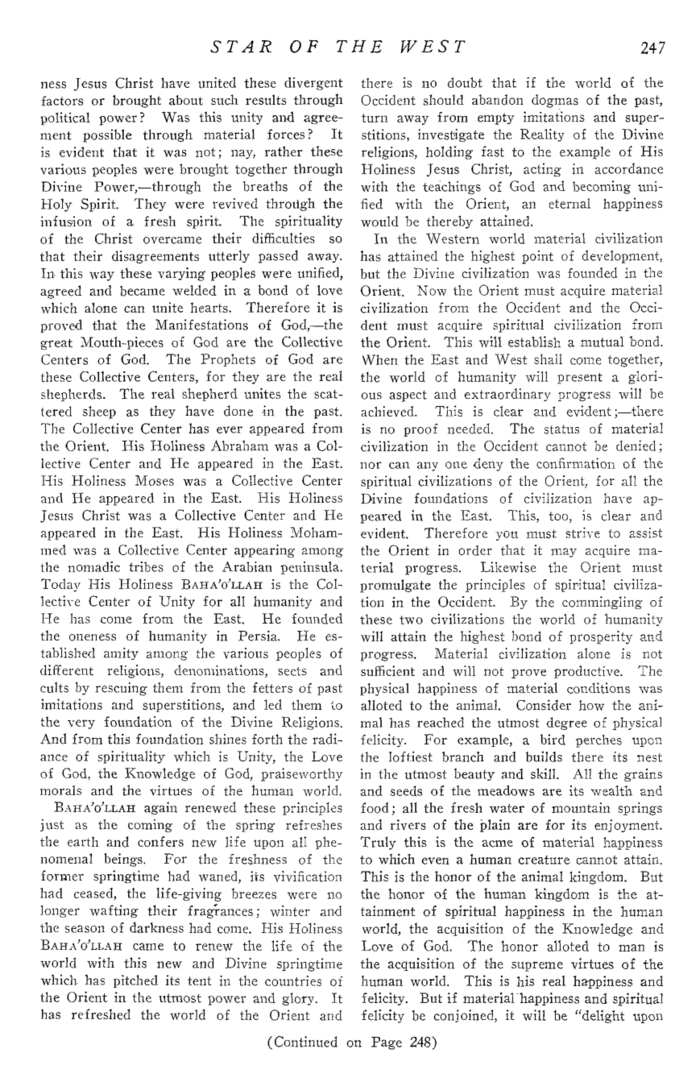 STAR OF THE WEST 247
ness Jesus Christ have united these divergent
factors or brought about such results through
political power? Was this unity and agree-
ment possible through material forces? It
is evident that it was not; nay, rather these
various peoples were brought together through
Divine Power,—through the breaths of the
Holy Spirit. They were revived through the
infusion of a fresh spirit. The spirituality
of the Christ overcame their difficulties so
that their disagreements utterly passed away.
In this way these varying peoples were unified,
agreed and became welded in a bond of love
which alone can unite hearts. Therefore it is
proved that the Manifestations of God,—the
great Mouth-pieces of God are the Collective
Centers of God. The Prophets of God are
these Collective Centers, for they are the real
shepherds. The real shepherd unites the scat-
tered sheep as they have done in the past.
The Collective Center has ever appeared from
the Orient. His Holiness Abraham was a Col-
lective Center and He appeared in the East.
His Holiness Moses was a Collective Center
and He appeared in the East. His Holiness
Jesus Christ was a Collective Center and He
appeared in the East. His Holiness Moham-
med was a Collective Center appearing among
the nomadic tribes of the Arabian peninsula.
Today His Holiness BAHA'O'LLAH is the Col-
lective Center of Unity for all humanity and
He has come from the East. He founded
the oneness of humanity in Persia. He es-
tablished amity among the various peoples of
different religions, denominations, sects and
cults by rescuing them from the fetters of past
imitations and superstitions, and led them to
the very foundation of the Divine Religions.
And from this foundation shines forth the radi-
ance of spirituality which is Unity, the Love
of God, the Knowledge of God, praiseworthy
morals and the virtues of the human world.
BAHA'O'LLAH again renewed these principles
just as the coming of the spring refreshes
the earth and confers new life upon all phe-
nomenal beings. For the freshness of the
former springtime had waned, its vivification
had ceased, the life-giving breezes were no
longer wafting their fragrances; winter and
the season of darkness had come. His Holiness
BAHA'O'LLAH came to renew the life of the
world with this new and Divine springtime
which has pitched its tent in the countries of
the Orient in the utmost power and glory. It
has refreshed the world of the Orient and
there is no doubt that if the world of the
Occident should abandon dogmas of the past,
turn away from empty imitations and super-
stitions, investigate the Reality of the Divine
religions, holding fast to the example of His
Holiness Jesus Christ, acting in accordance
with the teachings of God and becoming uni-
fied with the Orient, an eternal happiness
would be thereby attained.
In the Western world material civilization
has attained the highest point of development,
but the Divine civilization was founded in the
Orient. Now the Orient must acquire material
civilization from the Occident and the Occi-
dent must acquire spiritual civilization from
the Orient. This will establish a mutual bond.
When the East and West shall come together,
the world of humanity will present a glori-
ous aspect and extraordinary progress will be
achieved. This is clear and evident;—there
is no proof needed. The status of material
civilization in the Occident cannot be denied;
nor can any one deny the confirmation of the
spiritual civilizations of the Orient, for all the
Divine foundations of civilization have ap-
peared in the East. This, too, is clear and
evident. Therefore you must strive to assist
the Orient in order that it may acquire ma-
terial progress. Likewise the Orient must
promulgate the principles of spiritual civiliza-
tion in the Occident. By the commingling of
these two civilizations the world of humanity
will attain the highest bond of prosperity and
progress. Material civilization alone is not
sufficient and will not prove productive. The
physical happiness of material conditions was
alloted to the animal. Consider how the ani-
mal has reached the utmost degree of physical
felicity. For example, a bird perches upon
the loftiest branch and builds there its nest
in the utmost beauty and skill. All the grains
and seeds of the meadows are its wealth and
food; all the fresh water of mountain springs
and rivers of the plain are for its enjoyment.
Truly this is the acme of material happiness
to which even a human creature cannot attain.
This is the honor of the animal kingdom. But
the honor of the human kingdom is the at-
tainment of spiritual happiness in the human
world, the acquisition of the Knowledge and
Love of God. The honor alloted to man is
the acquisition of the supreme virtues of the
human world. This is his real happiness and
felicity. But if material happiness and spiritual
felicity be conjoined, it will be "delight upon
(Continued on Page 248)